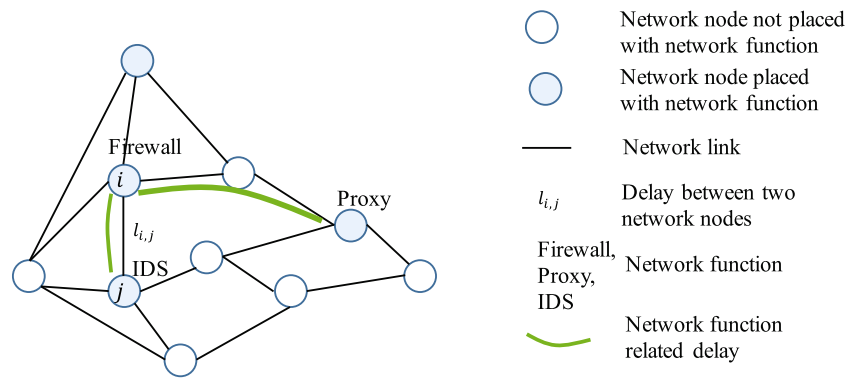 Firewall
i
Proxy
l_{i,j}
IDS
j
Network node not placed
with network function
Network node placed
with network function
Network link
l_{i,j}
Delay between two
network nodes
Firewall,
Proxy,
IDS
Network function
Network function
related delay